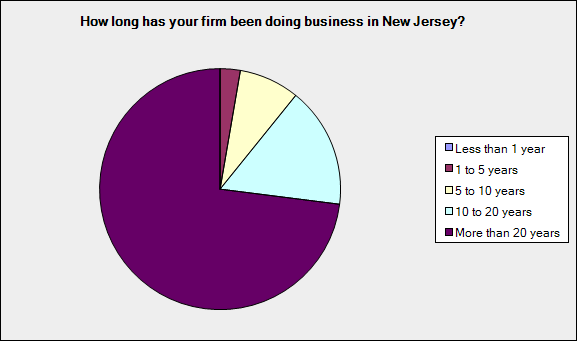 How long has your firm been doing business in New Jersey?
Less than 1 year
1 to 5 years
5 to 10 years
10 to 20 years
More than 20 years